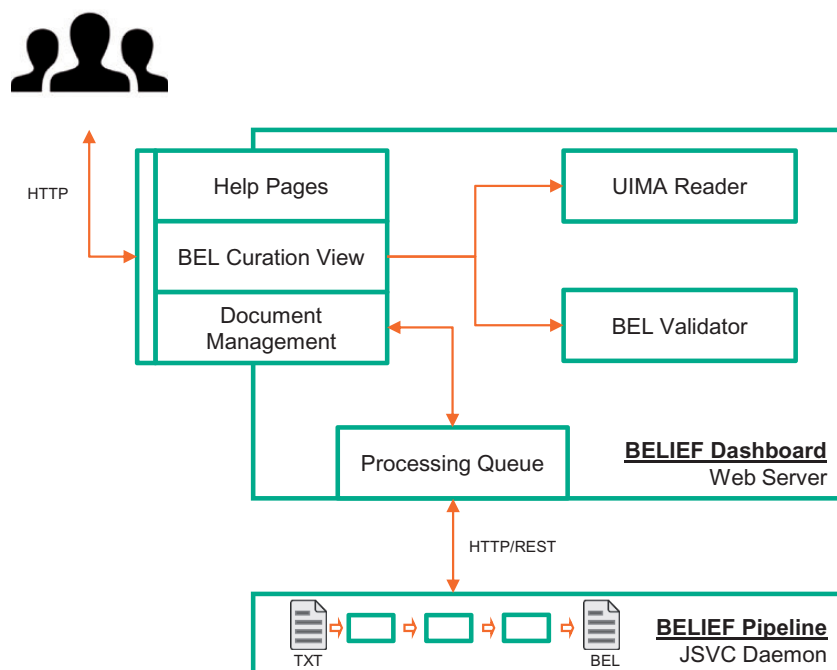 HTTP
Help Pages
BEL Curation View
Document
Management
UIMA Reader
BEL Validator
Processing Queue
BELIEF Dashboard
Web Server
HTTP/REST
TXT
BEL
BELIEF Pipeline
JSVC Daemon